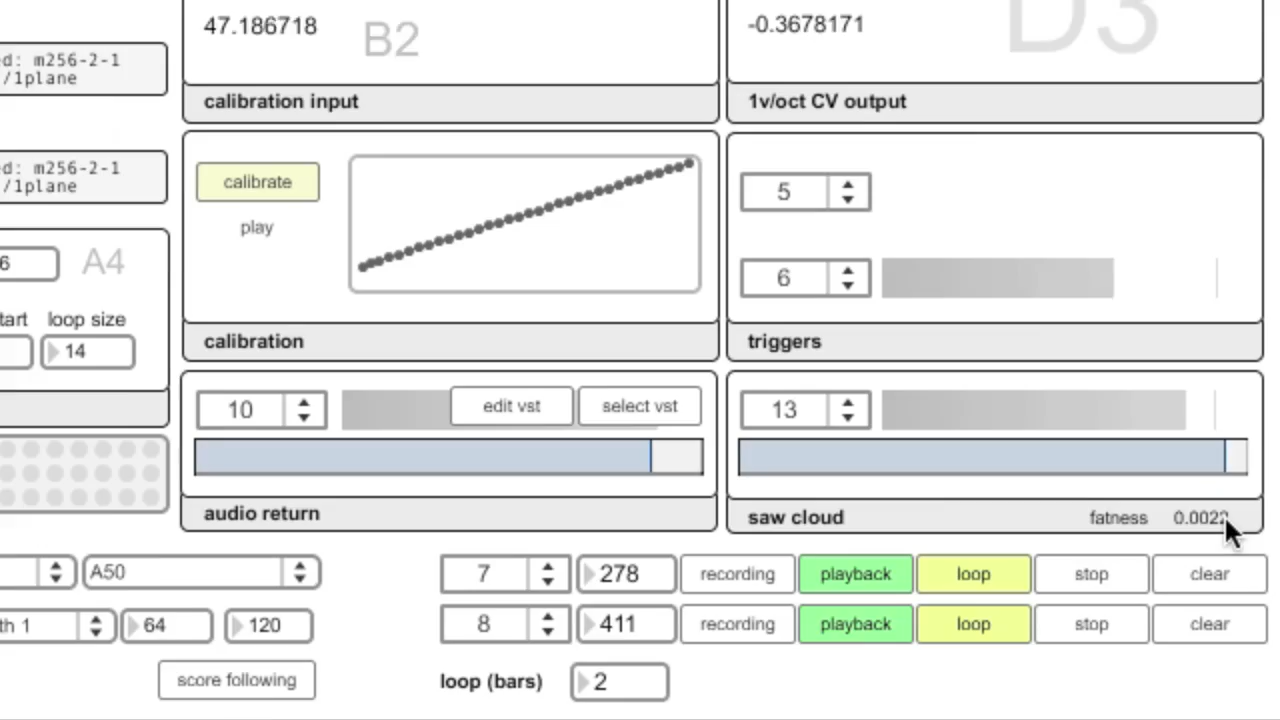 47.186718
B2
-0.3678171
D3
ed: m256-2-1
/1plane
calibration input
1v/oct CV output
ed: m256-2-1
/1plane
calibrate
play
5
6
6
A4
tart
loop size
14
calibration
triggers
10
edit vst
select vst
13
audio return
saw cloud
fatness
A50
7
278
recording
playback
loop
stop
clear
th 1
64
120
8
411
recording
playback
loop
stop
clear
score following
loop (bars)
2